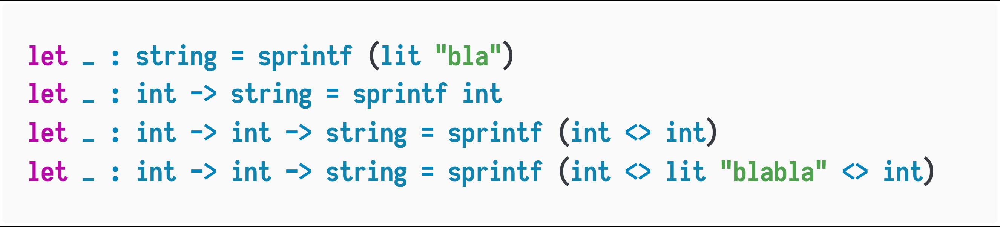 let _ : string = sprintf (lit "bla")
let _ : int -> string = sprintf int
let _ : int -> int -> string = sprintf (int <> int)
let _ : int -> int -> string = sprintf (int <> lit "blabla" <> int)